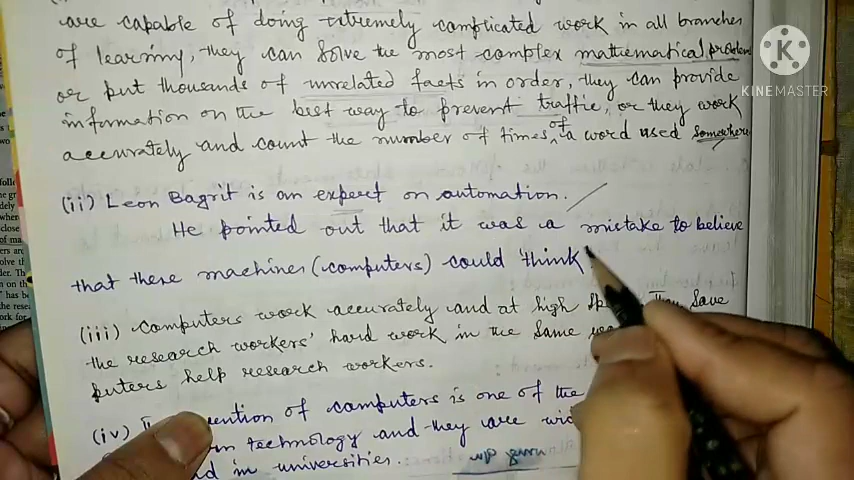 are capable of doing extremely complicated work in all branches
of learning, they can solve the most complex mathematical problem
or put thousands of unrelated facts in order, they can provide
information on the best way to prevent traffic, or they work
accurately and count the number of times of a word used somewhere
(ii) Leon Bagrit is an expert on automation.
He pointed out that it was a mistake to believe
that these machines (computers) could 'think'
(iii) Computers work accurately and at high They save
the research workers' hard work in the same
puters help research workers.
(iv) of computers is one of the
technology and they are
in universities.
KINEMASTER